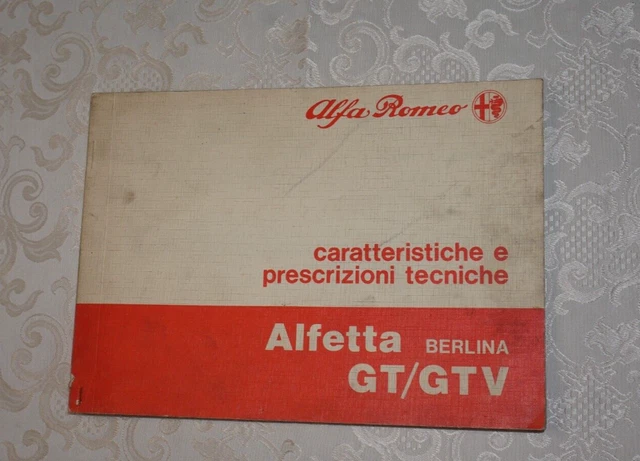 Alfa Romeo
caratteristiche e
prescrizioni tecniche
Alfetta BERLINA
GT/GTV